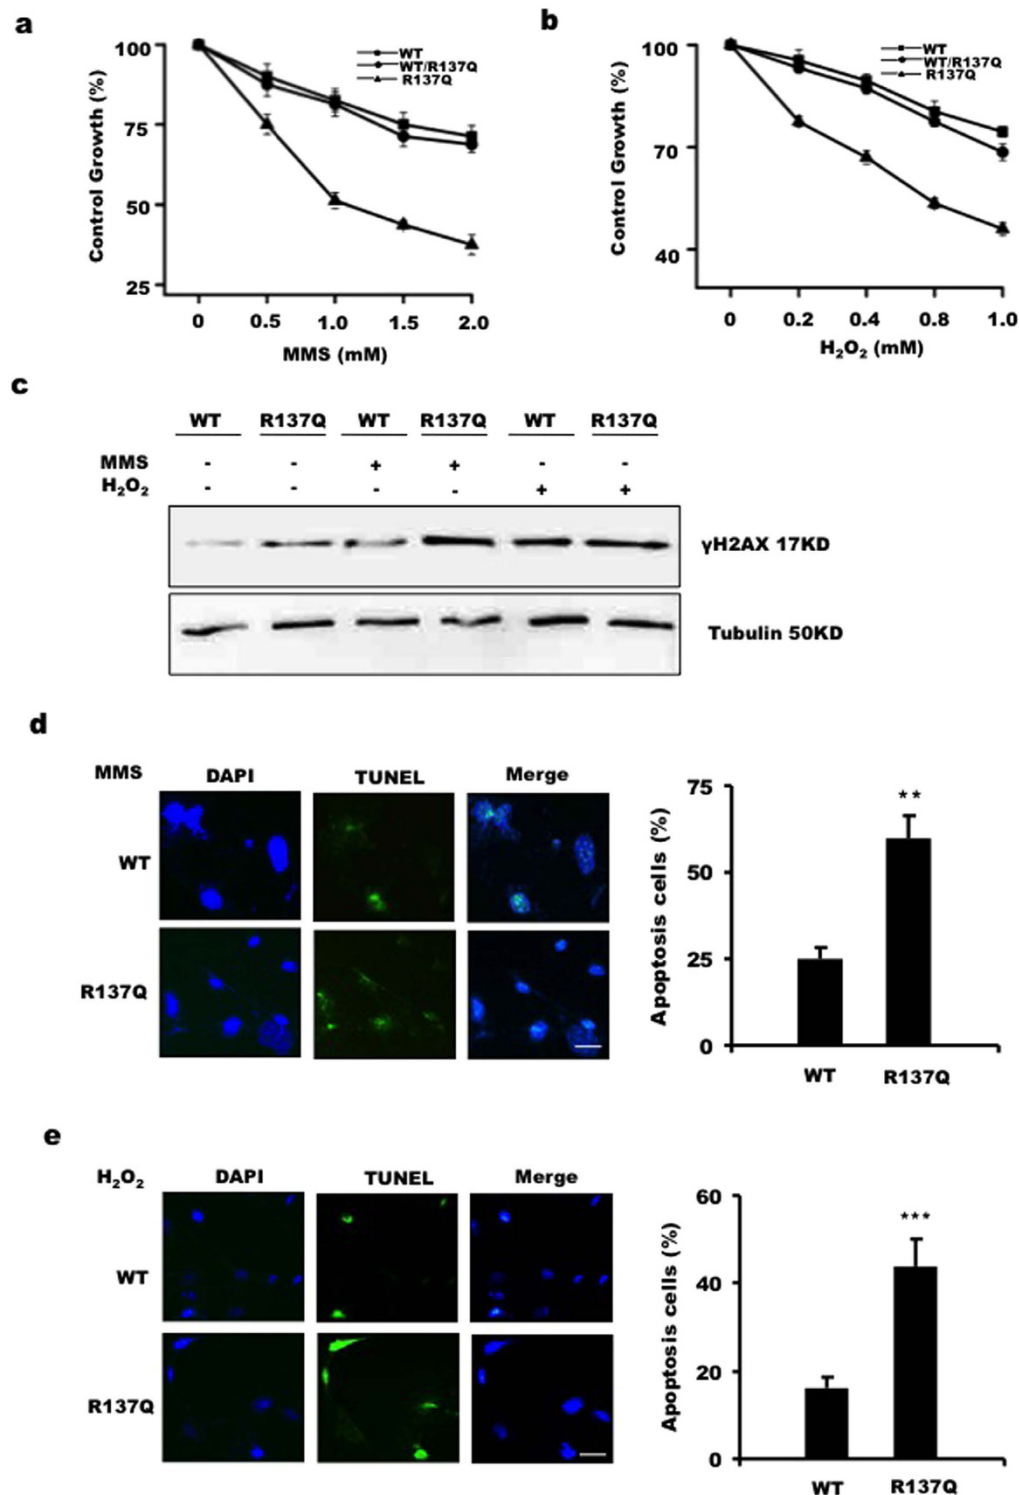 a
100
75
50
25
Control Growth (%)
WT
WT/R137Q
R137Q
0 0.5 1.0 1.5 2.0
MMS (mM)
b
100
70
40
Control Growth (%)
WT
WT/R137Q
R137Q
0 0.2 0.4 0.8 1.0
H₂O₂ (mM)
c
WT R137Q WT R137Q WT R137Q
MMS - - + + - -
H₂O₂ - - - - + +
γH2AX 17KD
Tubulin 50KD
d
MMS DAPI TUNEL Merge
WT
R137Q
Apoptosis cells (%)
75
50
25
0
**
WT R137Q
e
H₂O₂ DAPI TUNEL Merge
WT
R137Q
Apoptosis cells (%)
60
40
20
0
***
WT R137Q